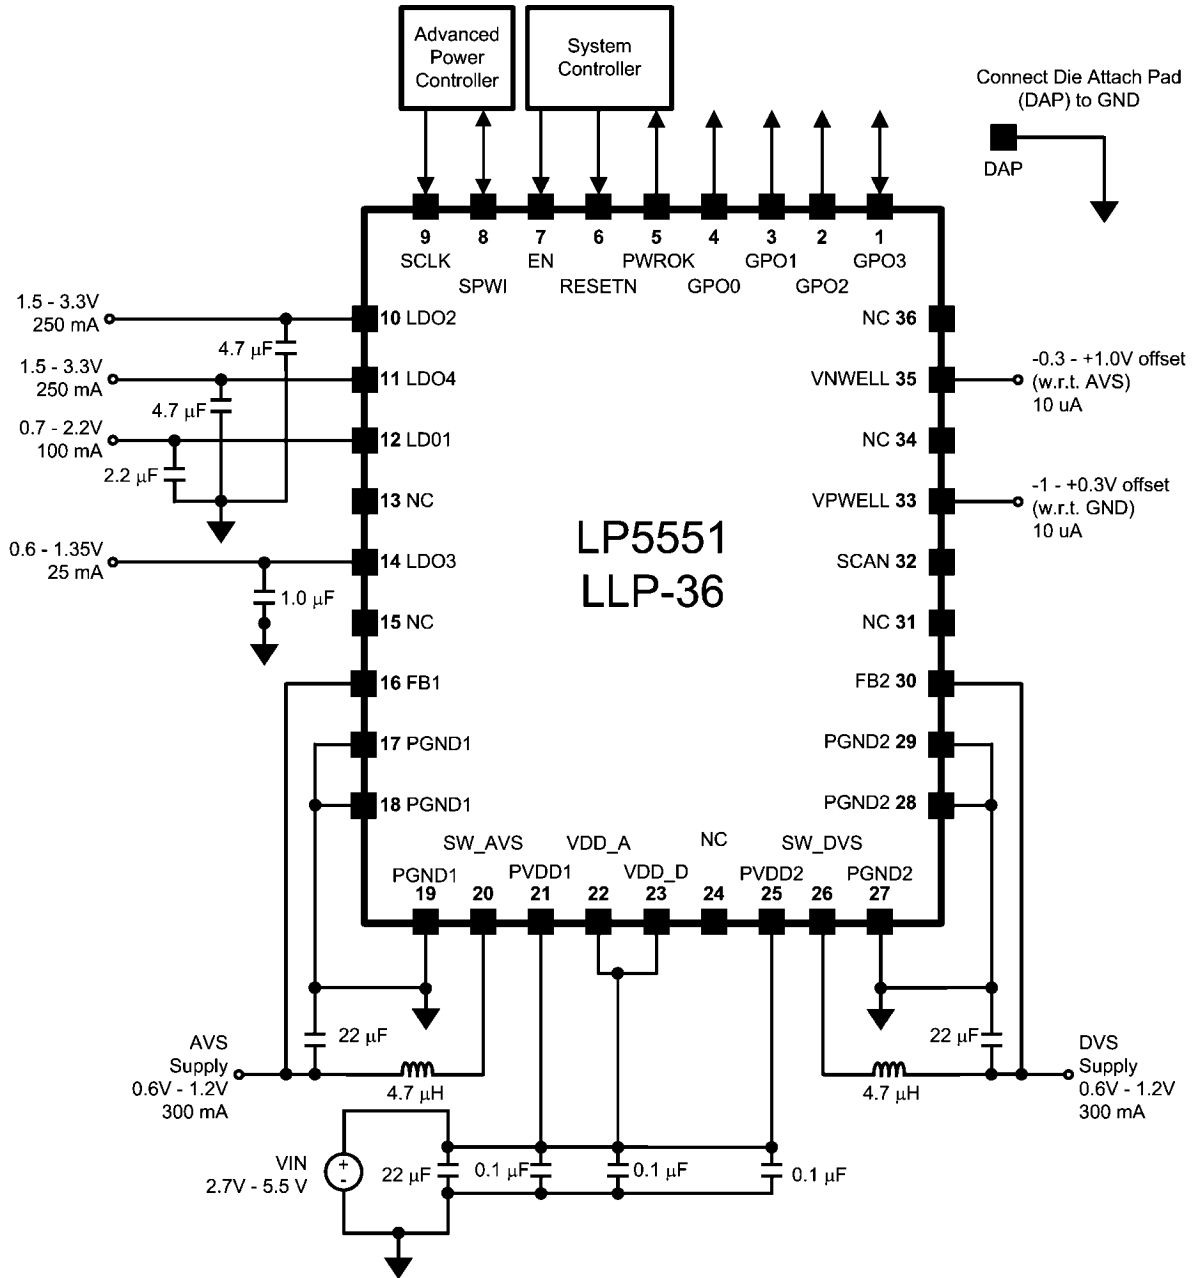 Advanced
Power
Controller
System
Controller
Connect Die Attach Pad
(DAP) to GND
DAP
9 8 7 6 5 4 3 2 1
SCLK EN PWROK GPO1 GPO3
SPWI RESETN GPO0 GPO2
1.5 - 3.3V
250 mA
10 LDO2
4.7 µF
1.5 - 3.3V
250 mA
11 LDO4
4.7 µF
0.7 - 2.2V
100 mA
12 LD01
2.2 µF
13 NC
0.6 - 1.35V
25 mA
14 LDO3
1.0 µF
15 NC
16 FB1
17 PGND1
18 PGND1
LP5551
LLP-36
NC 36
VNWELL 35
-0.3 - +1.0V offset
(w.r.t. AVS)
10 uA
NC 34
VPWELL 33
-1 - +0.3V offset
(w.r.t. GND)
10 uA
SCAN 32
NC 31
FB2 30
PGND2 29
PGND2 28
SW_AVS VDD_A NC SW_DVS
PGND1 PVDD1 VDD_D PVDD2 PGND2
19 20 21 22 23 24 25 26 27
22 µF
AVS
Supply
0.6V - 1.2V
300 mA
4.7 µH
22 µF
DVS
Supply
0.6V - 1.2V
300 mA
4.7 µH
VIN
2.7V - 5.5 V
+
-
22 µF
0.1 µF
0.1 µF
0.1 µF